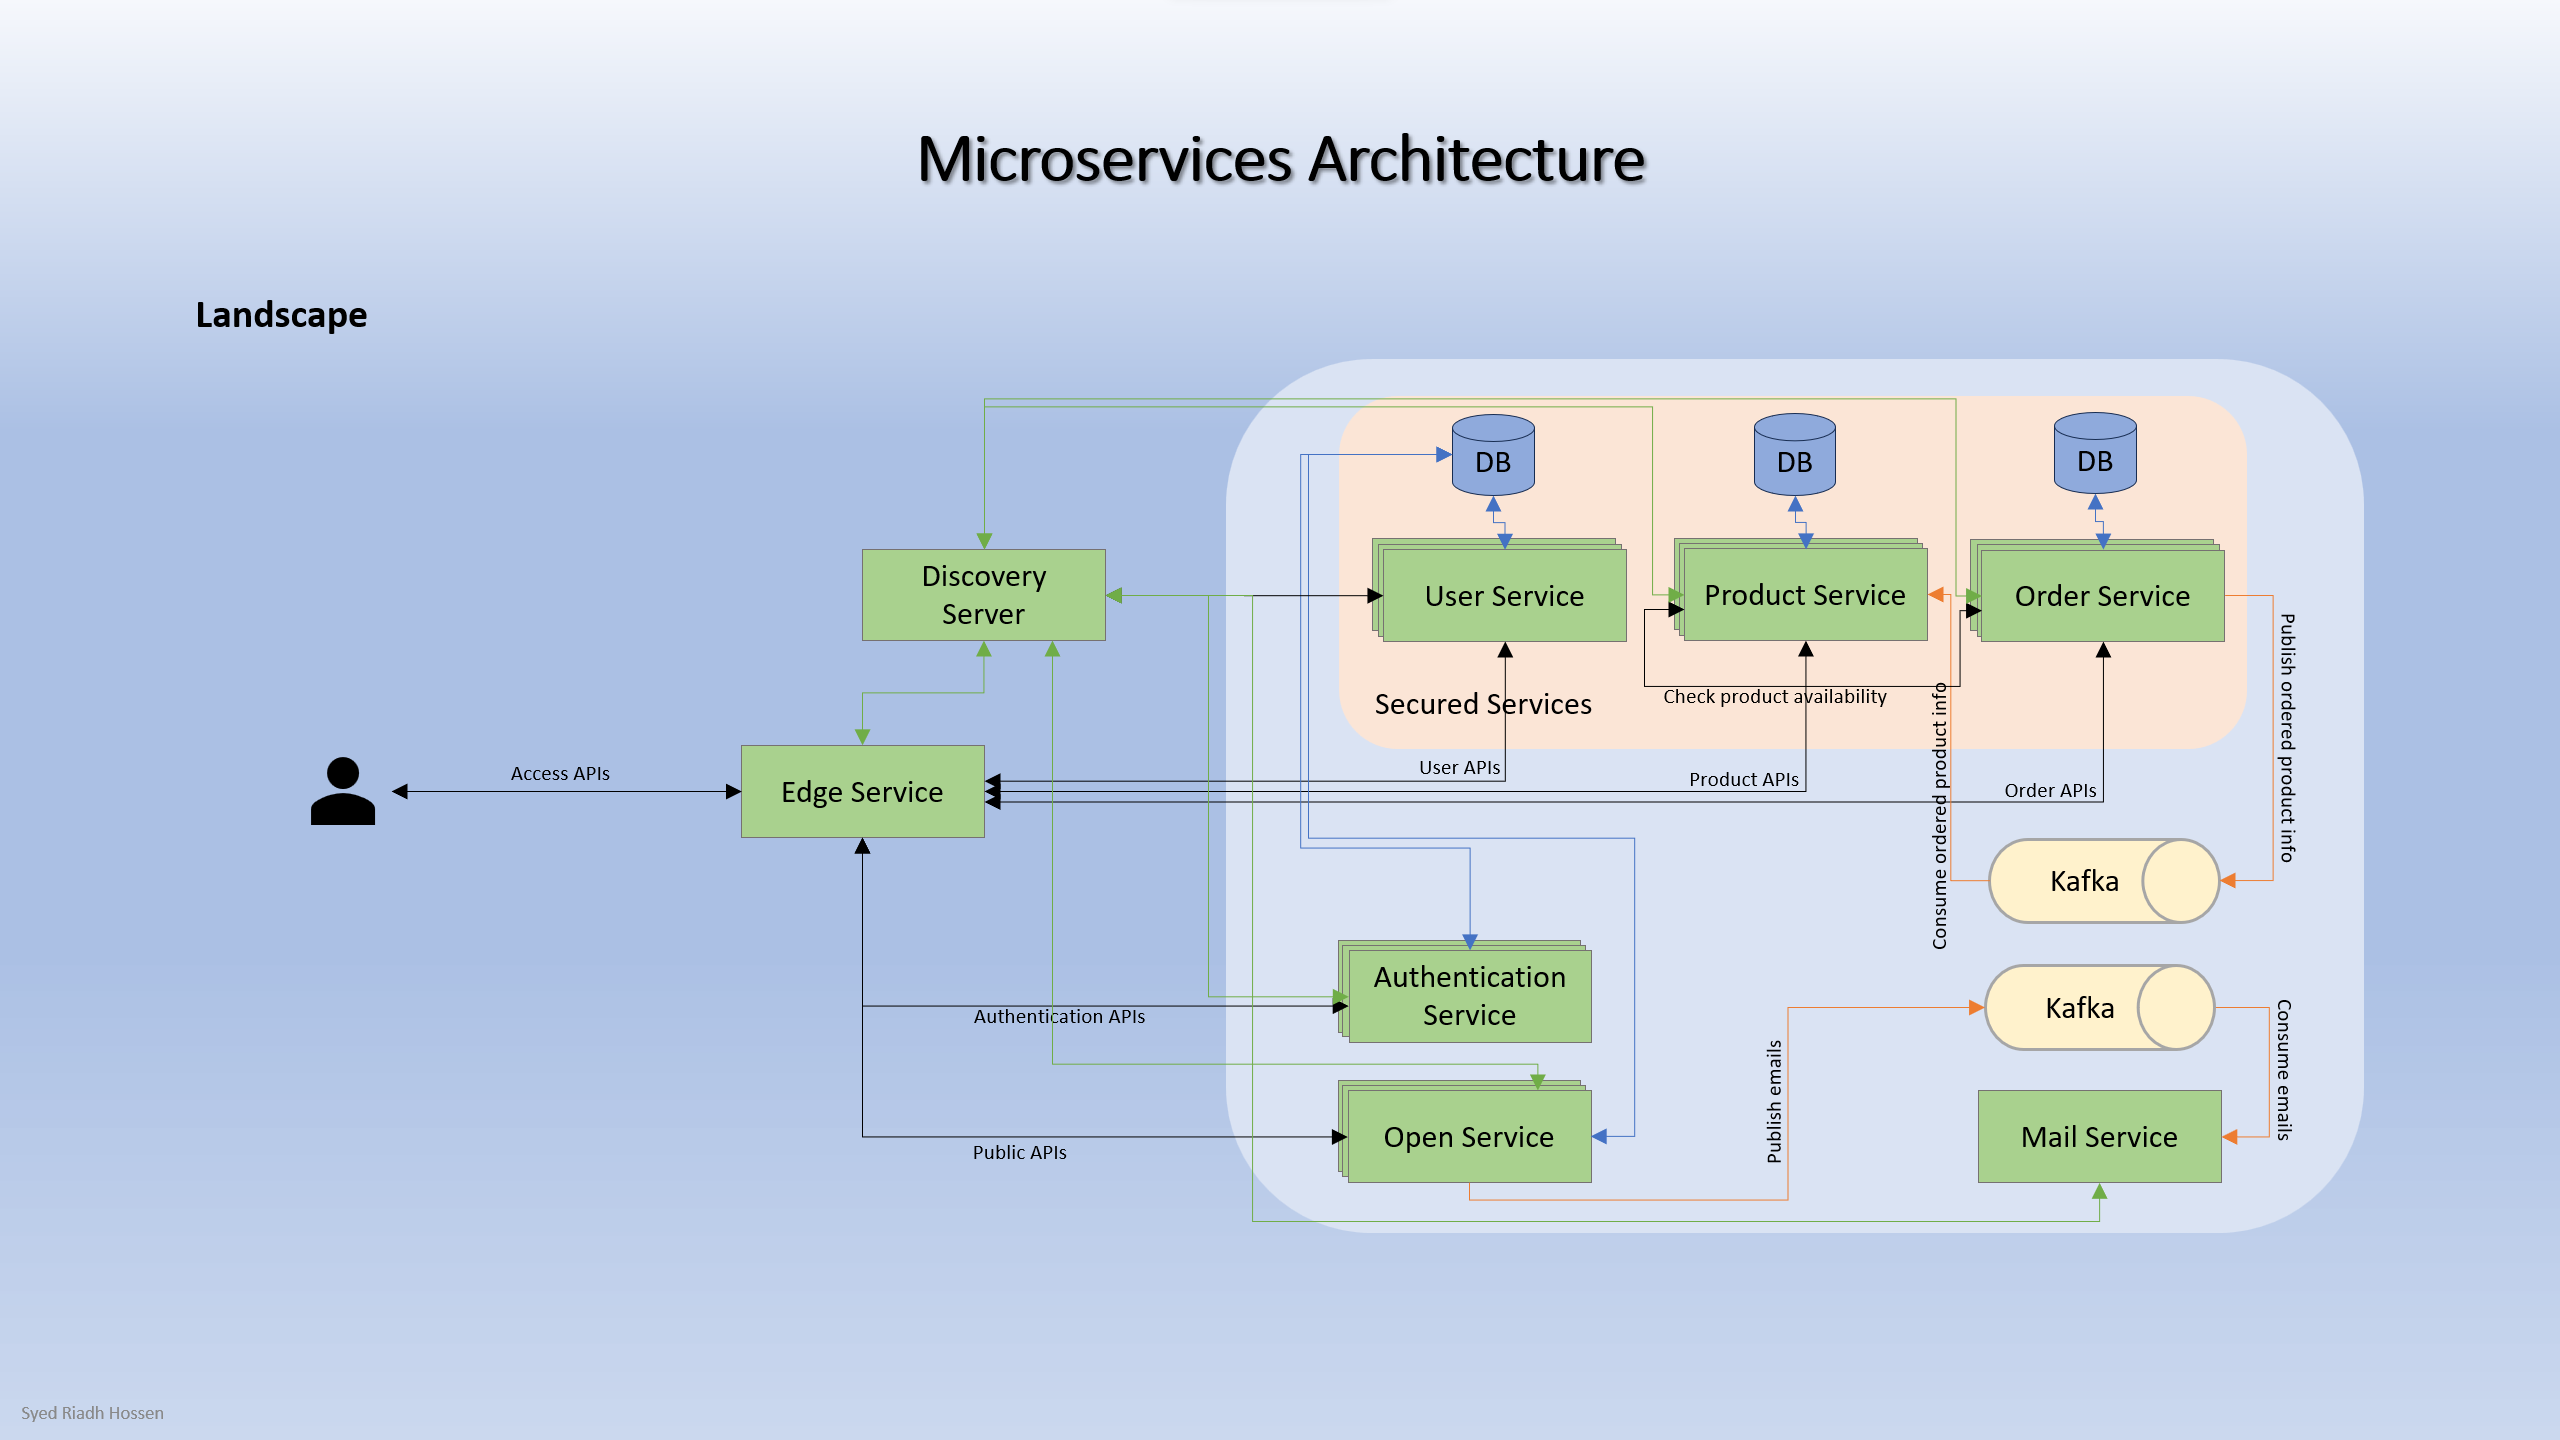 Microservices Architecture
Landscape
DB
DB
DB
Discovery
Server
User Service
Product Service
Order Service
Publish ordered product info
Check product availability
Secured Services
Consume ordered product info
Access APIs
Edge Service
User APIs
Product APIs
Order APIs
Kafka
Authentication
Service
Authentication APIs
Kafka
Consume emails
Publish emails
Open Service
Mail Service
Public APIs
Syed Riadh Hossen